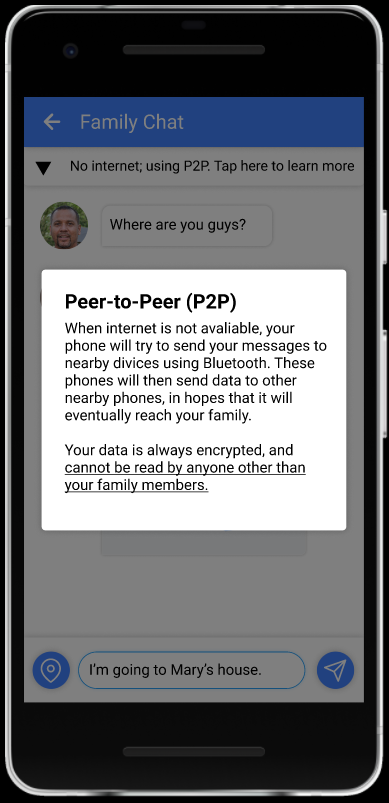 Family Chat
No internet; using P2P. Tap here to learn more
Where are you guys?
Peer-to-Peer (P2P)
When internet is not avaliable, your
phone will try to send your messages to
nearby divices using Bluetooth. These
phones will then send data to other
nearby phones, in hopes that it will
eventually reach your family.
Your data is always encrypted, and
cannot be read by anyone other than
your family members.
I'm going to Mary's house.